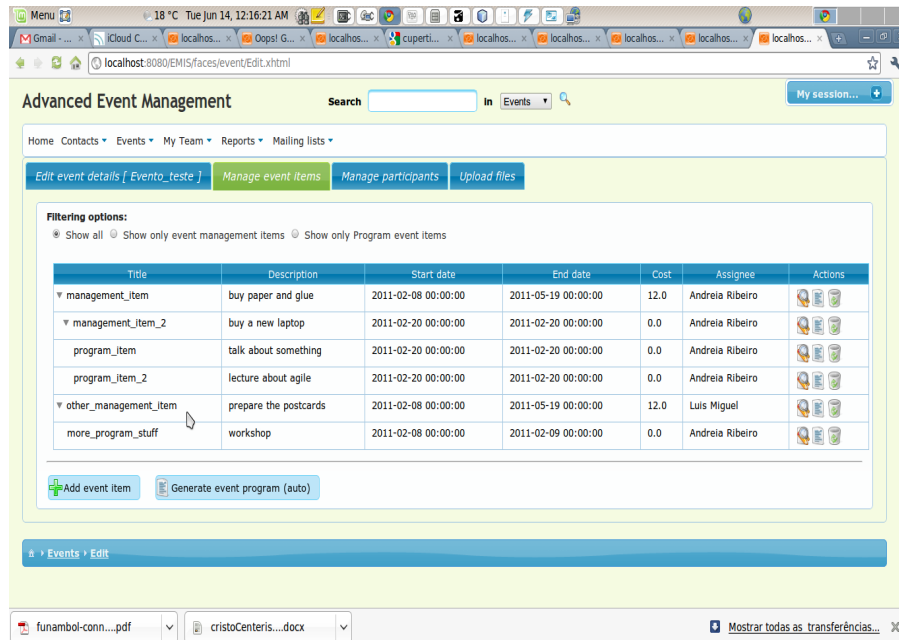 Menu 18 °C Tue Jun 14, 12:16:21 AM
Gmail - ... x iCloud C... x localhos... x Oops! G... x localhos... x cuperti... x localhos... x localhos... x localhos... x localhos... x localhos... x
localhost:8080/EMIS/faces/event/Edit.xhtml
Advanced Event Management Search In Events My session...
Home Contacts Events My Team Reports Mailing lists
Edit event details [ Evento_teste ] Manage event items Manage participants Upload files
Filtering options:
Show all Show only event management items Show only Program event items
Title Description Start date End date Cost Assignee Actions
management_item buy paper and glue 2011-02-08 00:00:00 2011-05-19 00:00:00 12.0 Andreia Ribeiro
management_item_2 buy a new laptop 2011-02-20 00:00:00 2011-02-20 00:00:00 0.0 Andreia Ribeiro
program_item talk about something 2011-02-20 00:00:00 2011-02-20 00:00:00 0.0 Andreia Ribeiro
program_item_2 lecture about agile 2011-02-20 00:00:00 2011-02-20 00:00:00 0.0 Andreia Ribeiro
other_management_item prepare the postcards 2011-02-08 00:00:00 2011-05-19 00:00:00 12.0 Luis Miguel
more_program_stuff workshop 2011-02-08 00:00:00 2011-02-09 00:00:00 0.0 Andreia Ribeiro
Add event item Generate event program (auto)
Events Edit
funambol-conn....pdf cristoCenteris....docx Mostrar todas as transferências...